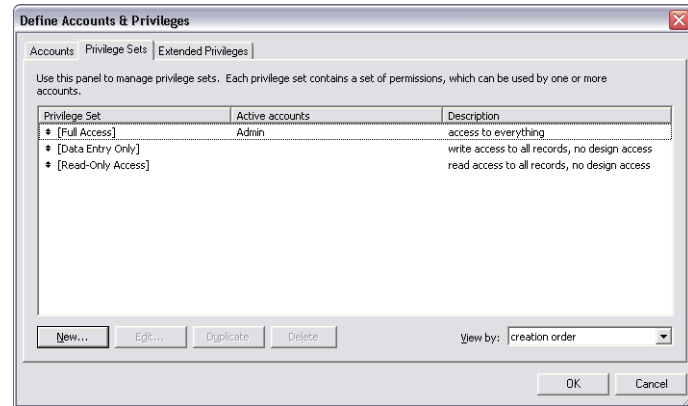 Define Accounts & Privileges
Accounts Privilege Sets Extended Privileges
Use this panel to manage privilege sets. Each privilege set contains a set of permissions, which can be used by one or more
accounts.
Privilege Set Active accounts Description
[Full Access] Admin access to everything
[Data Entry Only] write access to all records, no design access
[Read-Only Access] read access to all records, no design access
New... Edit... Duplicate Delete View by: creation order
OK Cancel